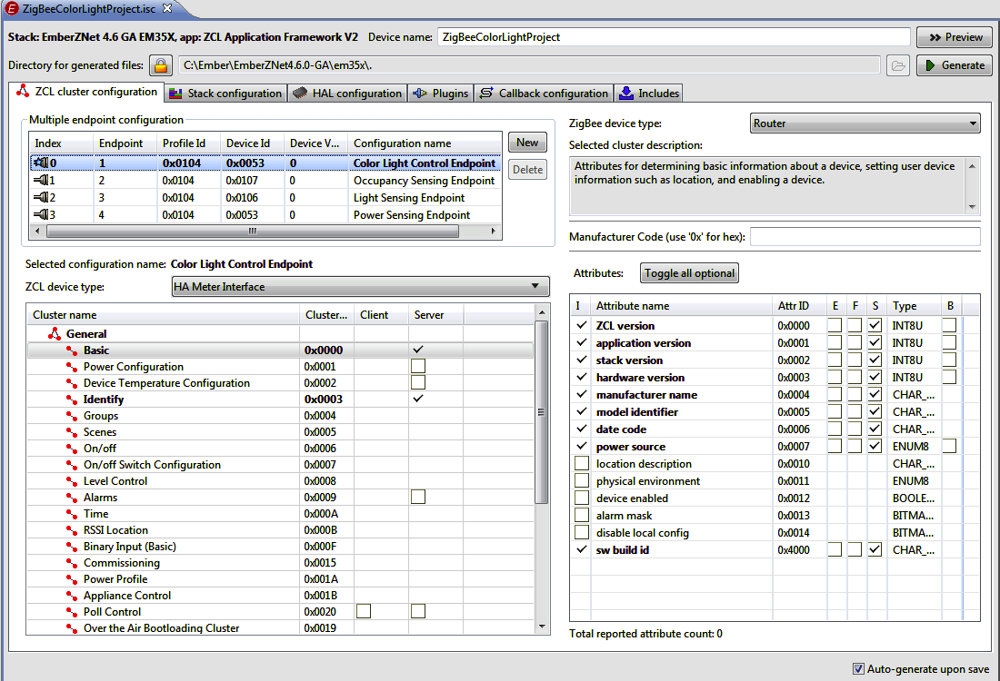 ZigBeeColorLightProject.isc
Stack: EmberZNet 4.6 GA EM35X, app: ZCL Application Framework V2 Device name: ZigBeeColorLightProject Preview
Directory for generated files: C:\Ember\EmberZNet4.6.0-GA\em35x\. Generate
ZCL cluster configuration Stack configuration HAL configuration Plugins Callback configuration Includes
Multiple endpoint configuration
Index Endpoint Profile Id Device Id Device V... Configuration name
0 1 0x0104 0x0053 0 Color Light Control Endpoint
1 2 0x0104 0x0107 0 Occupancy Sensing Endpoint
2 3 0x0104 0x0106 0 Light Sensing Endpoint
3 4 0x0104 0x0053 0 Power Sensing Endpoint
New
Delete
Selected configuration name: Color Light Control Endpoint
ZCL device type: HA Meter Interface
Cluster name Cluster... Client Server
General
Basic 0x0000
Power Configuration 0x0001
Device Temperature Configuration 0x0002
Identify 0x0003
Groups 0x0004
Scenes 0x0005
On/off 0x0006
On/off Switch Configuration 0x0007
Level Control 0x0008
Alarms 0x0009
Time 0x000A
RSSI Location 0x000B
Binary Input (Basic) 0x000F
Commissioning 0x0015
Power Profile 0x001A
Appliance Control 0x001B
Poll Control 0x0020
Over the Air Bootloading Cluster 0x0019
ZigBee device type: Router
Selected cluster description:
Attributes for determining basic information about a device, setting user device
information such as location, and enabling a device.
Manufacturer Code (use '0x' for hex):
Attributes: Toggle all optional
I Attribute name Attr ID E F S Type B
ZCL version 0x0000 INT8U
application version 0x0001 INT8U
stack version 0x0002 INT8U
hardware version 0x0003 INT8U
manufacturer name 0x0004 CHAR_...
model identifier 0x0005 CHAR_...
date code 0x0006 CHAR_...
power source 0x0007 ENUM8
location description 0x0010 CHAR_...
physical environment 0x0011 ENUM8
device enabled 0x0012 BOOLE...
alarm mask 0x0013 BITMA...
disable local config 0x0014 BITMA...
sw build id 0x4000 CHAR_...
Total reported attribute count: 0
Auto-generate upon save